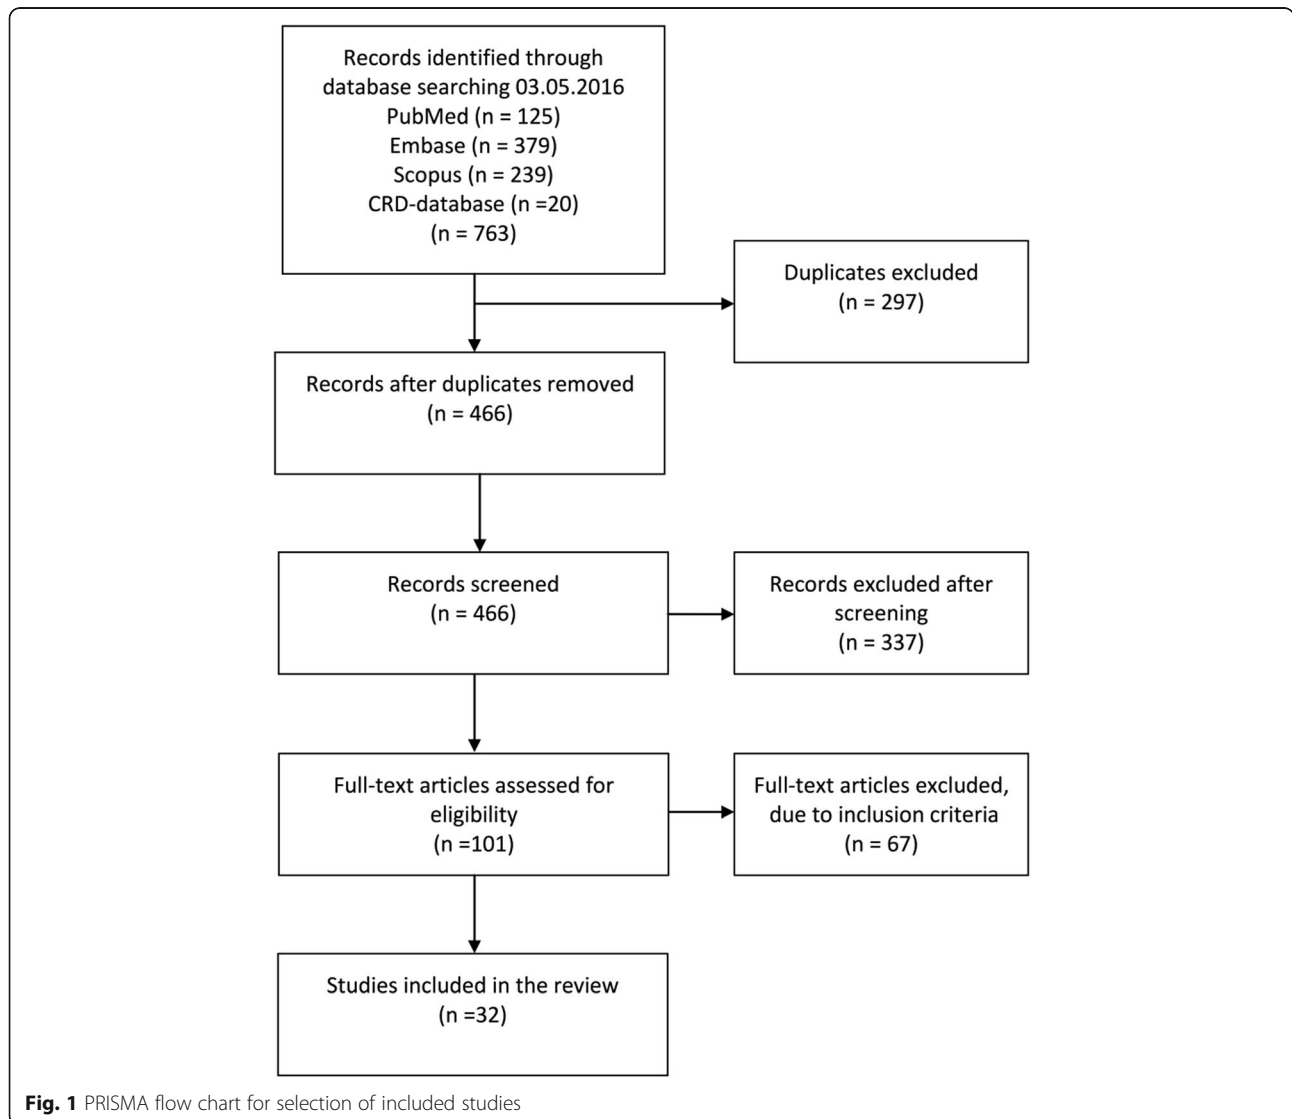 Records identified through
database searching 03.05.2016
PubMed (n = 125)
Embase (n = 379)
Scopus (n = 239)
CRD-database (n =20)
(n = 763)
Duplicates excluded
(n = 297)
Records after duplicates removed
(n = 466)
Records screened
(n = 466)
Records excluded after
screening
(n = 337)
Full-text articles assessed for
eligibility
(n =101)
Full-text articles excluded,
due to inclusion criteria
(n = 67)
Studies included in the review
(n =32)
Fig. 1 PRISMA flow chart for selection of included studies